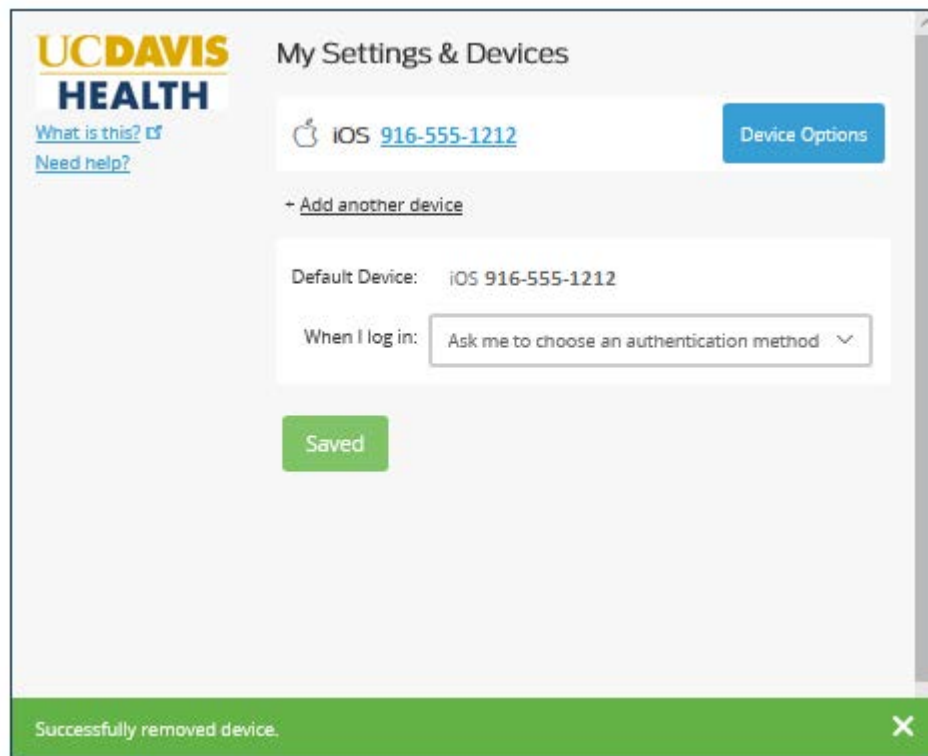 UCDAVIS
HEALTH
What is this?
Need help?
My Settings & Devices
iOS 916-555-1212
Device Options
+ Add another device
Default Device: iOS 916-555-1212
When I log in: Ask me to choose an authentication method
Saved
Successfully removed device.